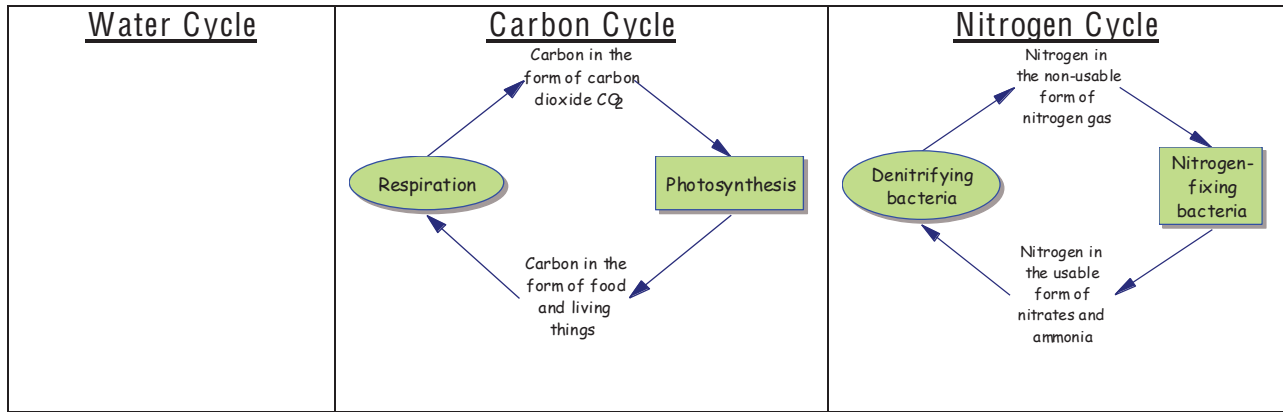 Water Cycle
Carbon Cycle
Carbon in the
form of carbon
dioxide CO2
Respiration
Photosynthesis
Carbon in the
form of food
and living
things
Nitrogen Cycle
Nitrogen in
the non-usable
form of
nitrogen gas
Denitrifying
bacteria
Nitrogen-
fixing
bacteria
Nitrogen in
the usable
form of
nitrates and
ammonia